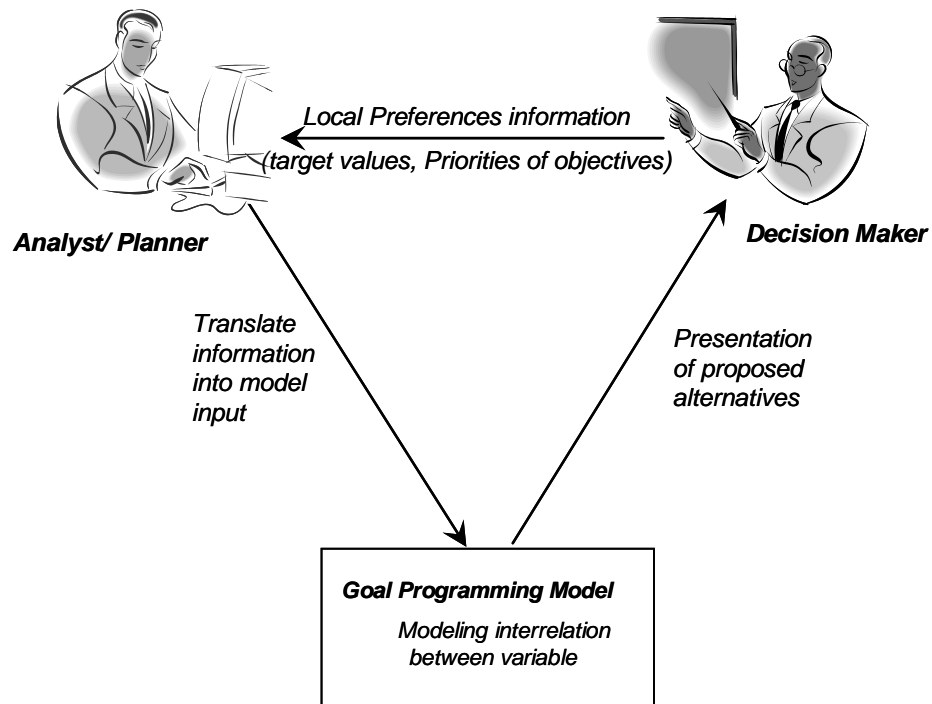 Local Preferences information
(target values, Priorities of objectives)
Analyst/ Planner
Decision Maker
Translate
information
into model
input
Presentation
of proposed
alternatives
Goal Programming Model
Modeling interrelation
between variable